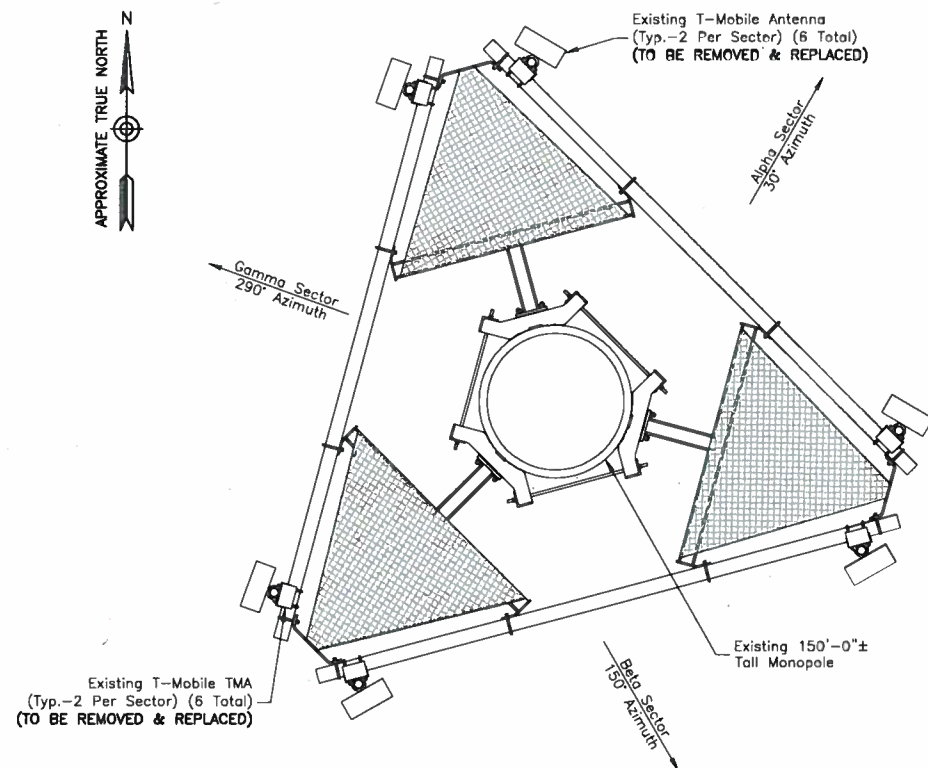 N
APPROXIMATE TRUE NORTH
Existing T-Mobile Antenna
(Typ.-2 Per Sector) (6 Total)
(TO BE REMOVED & REPLACED)
Alpha Sector
30° Azimuth
Gamma Sector
290° Azimuth
Existing 150'-0"±
Tall Monopole
Beta Sector
150° Azimuth
Existing T-Mobile TMA
(Typ.-2 Per Sector) (6 Total)
(TO BE REMOVED & REPLACED)